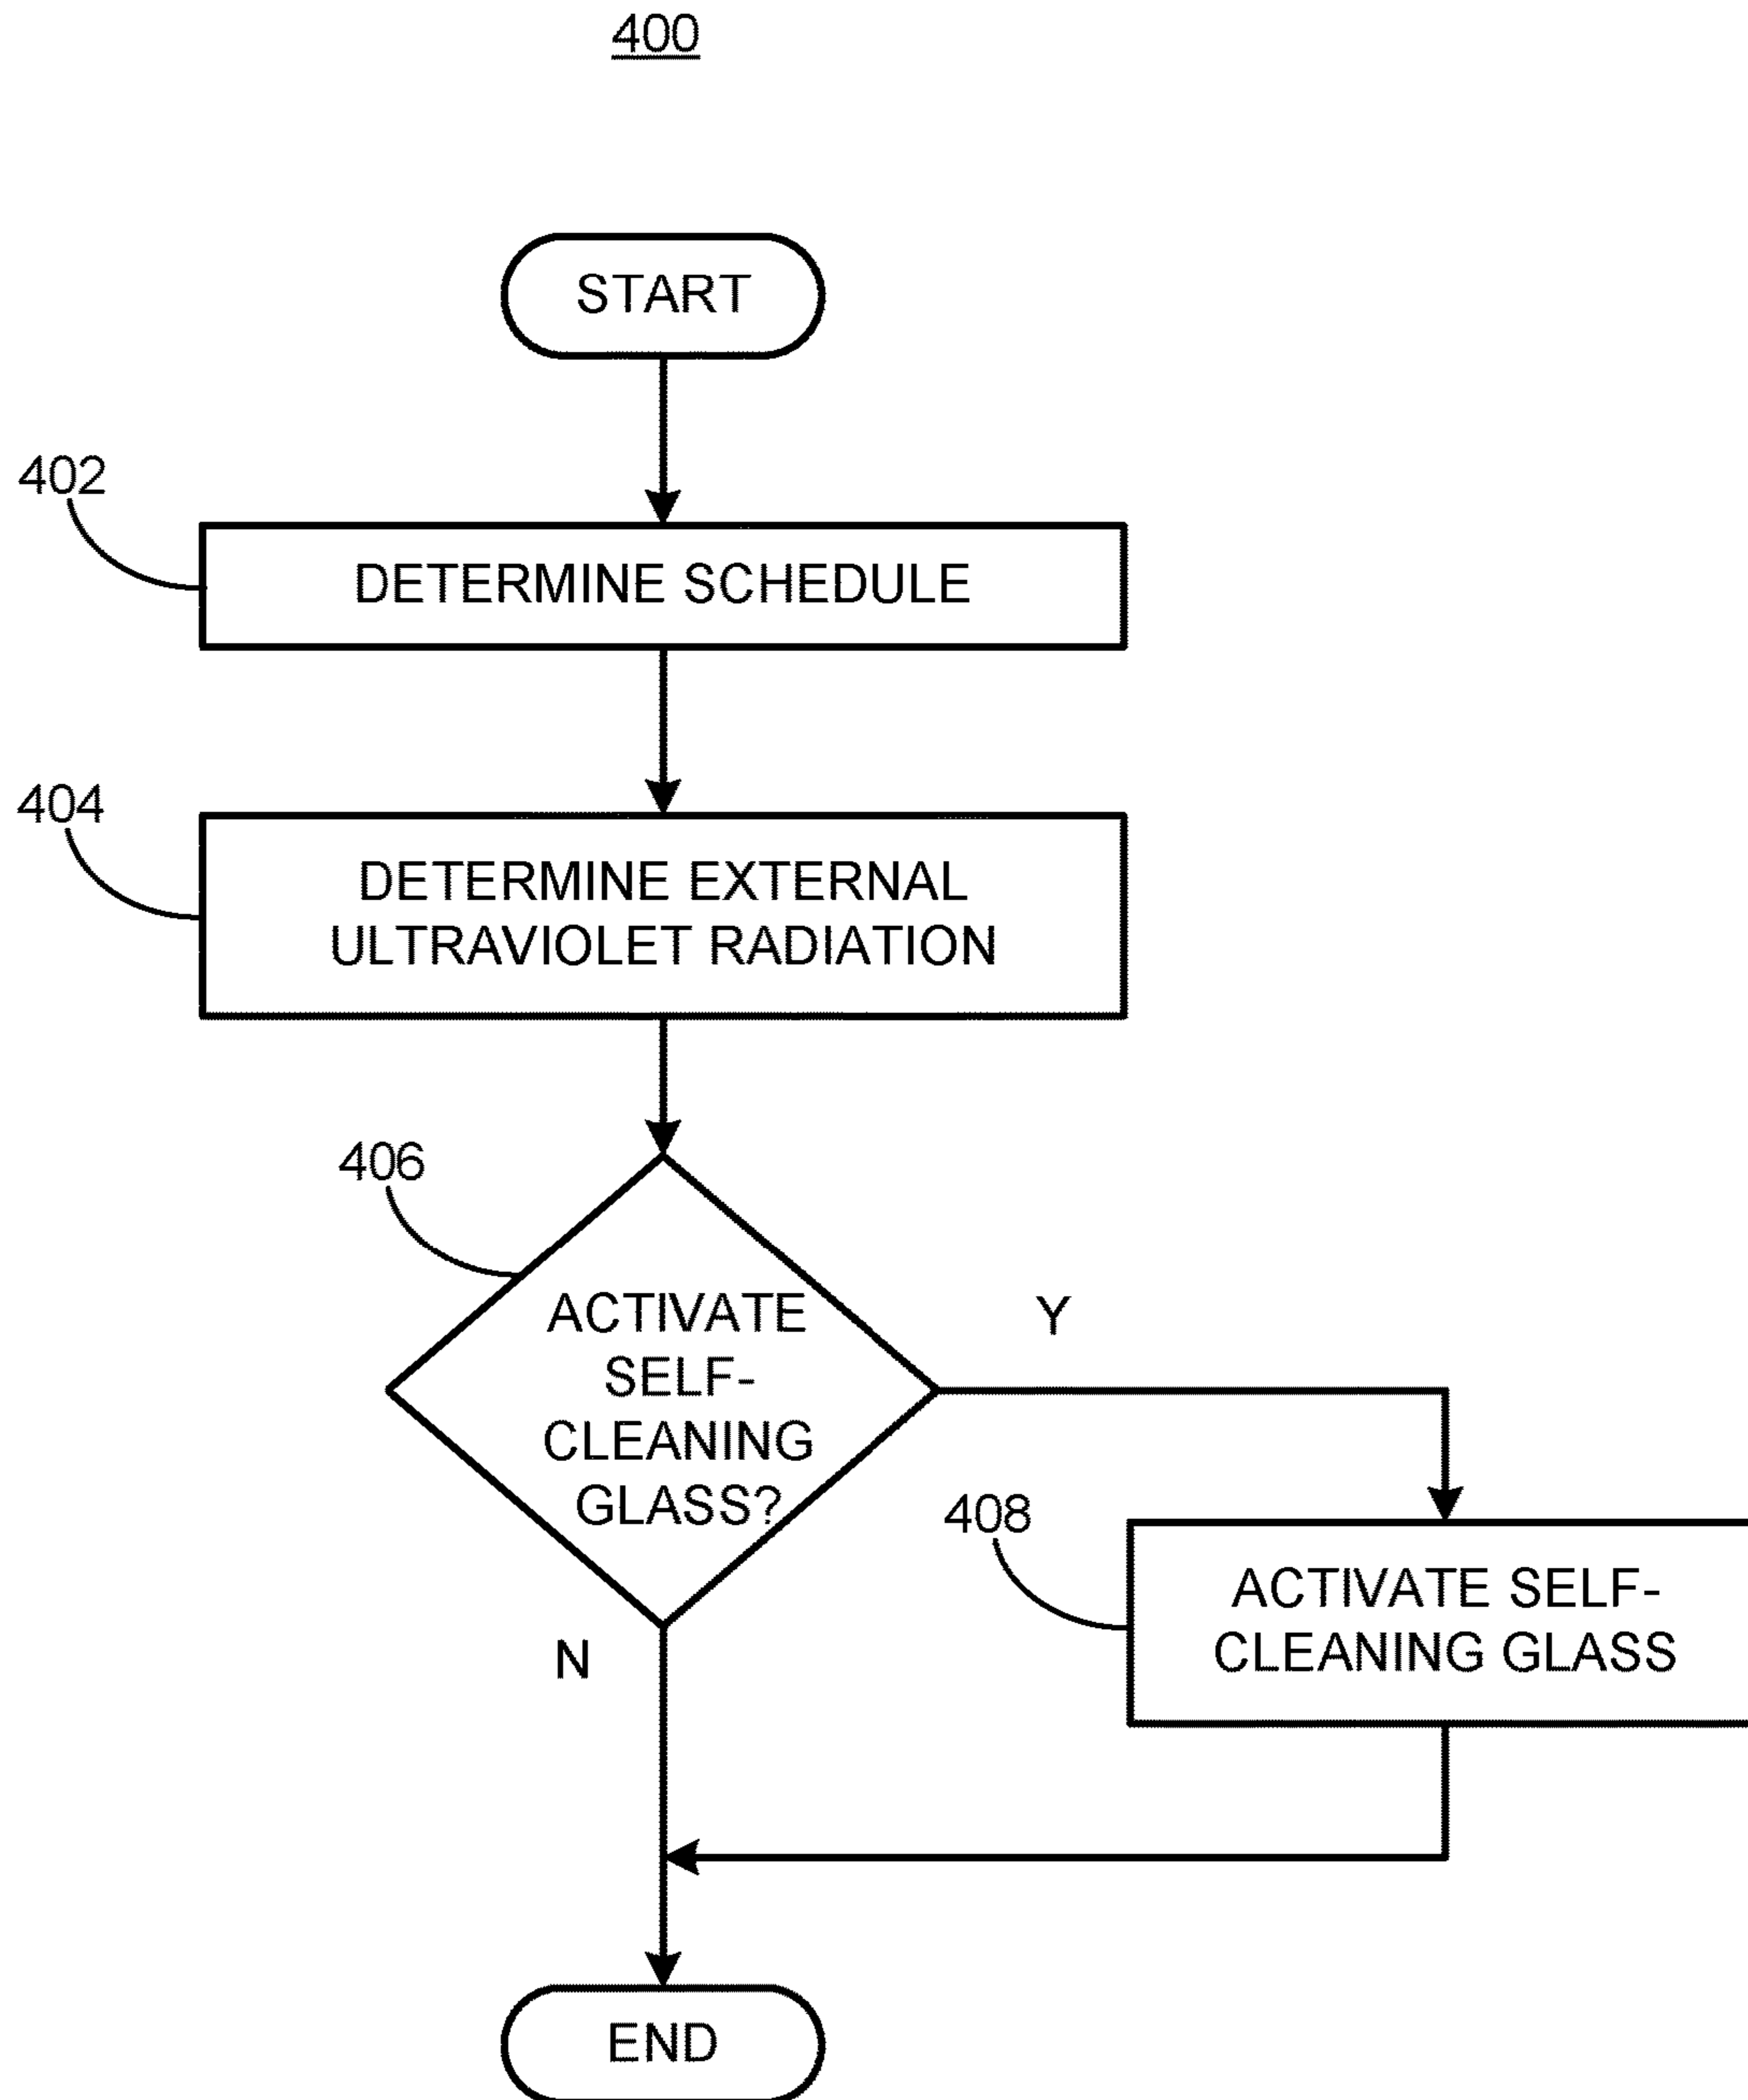 400
START
402
DETERMINE SCHEDULE
404
DETERMINE EXTERNAL
ULTRAVIOLET RADIATION
406
ACTIVATE
SELF-
CLEANING
GLASS?
Y
N
408
ACTIVATE SELF-
CLEANING GLASS
END